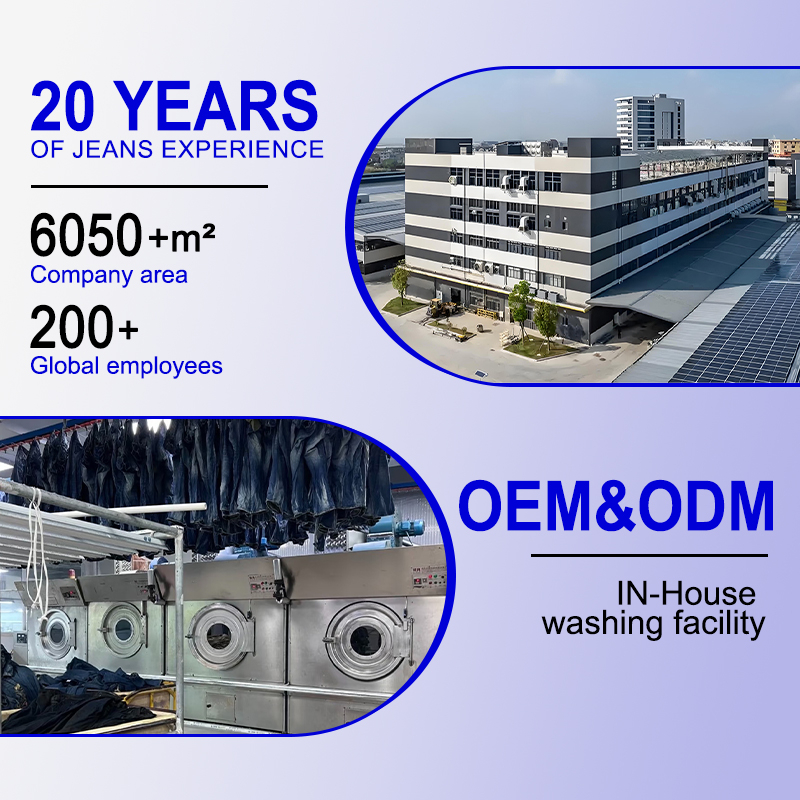 20 YEARS
OF JEANS EXPERIENCE
6050+m²
Company area
200+
Global employees
OEM&ODM
IN-House
washing facility